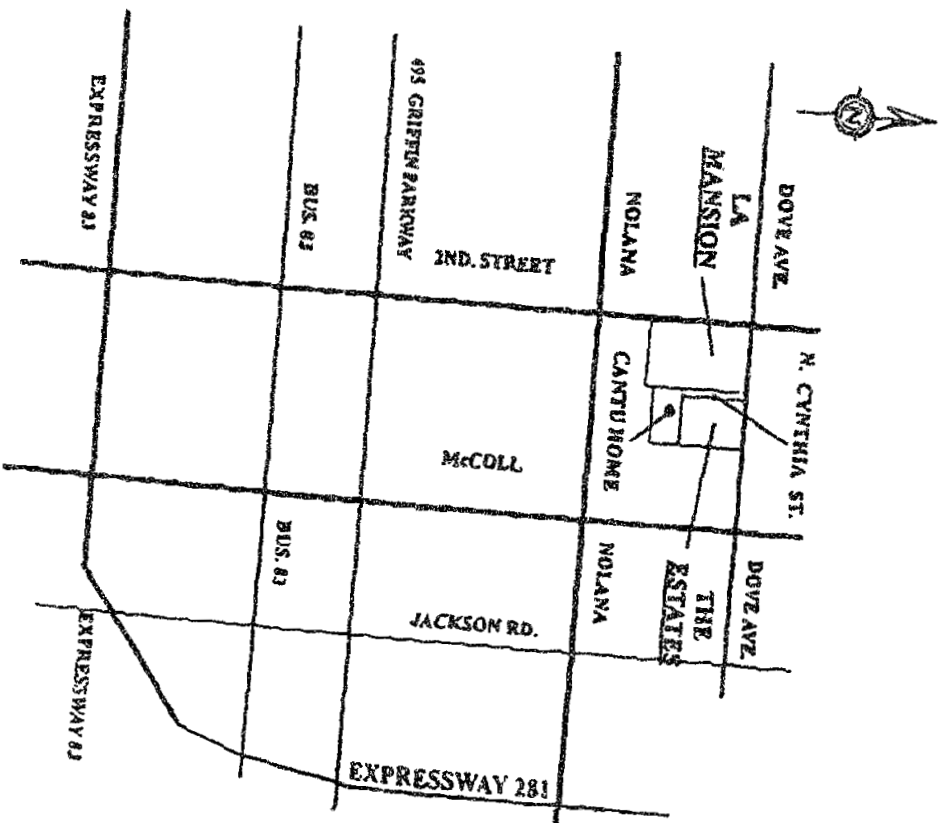 N
DOVE AVE.
LA
MANSION
NOLANA
495 GRIFFIN PARKWAY
BUS. 83
EXPRESSWAY 83
2ND. STREET
N. CYNTHIA ST.
CANTU HOME
McCOLL
DOVE AVE.
THE
ESTATES
NOLANA
BUS. 83
JACKSON RD.
EXPRESSWAY 83
EXPRESSWAY 281